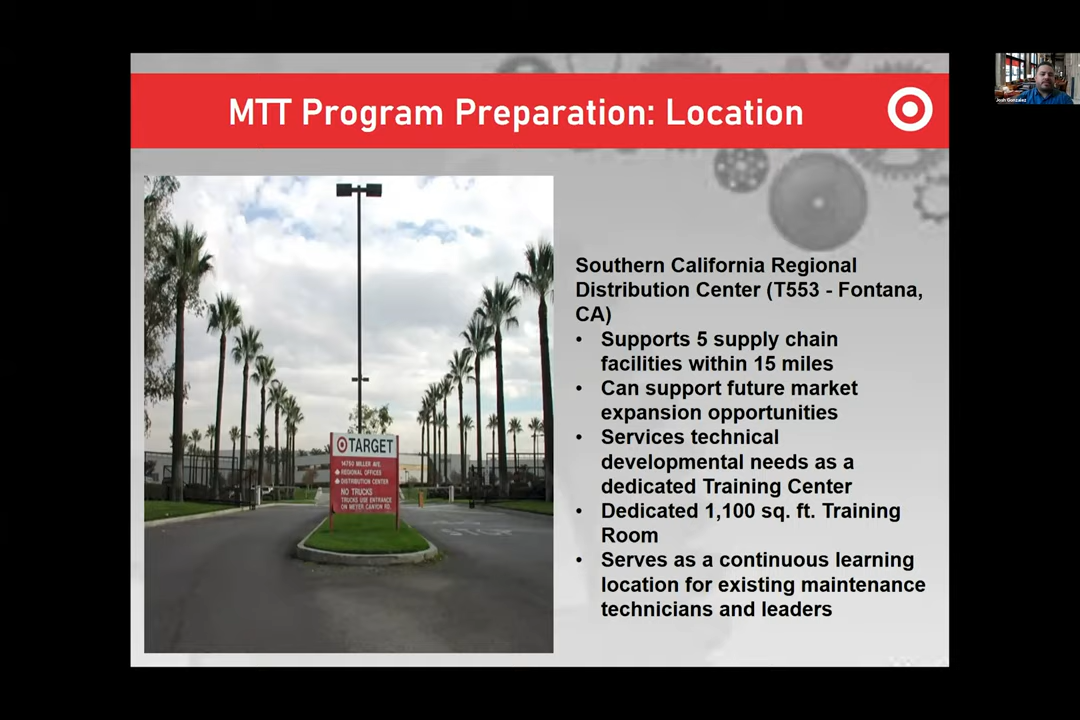 MTT Program Preparation: Location
Josh Gonzalez
TARGET
14750 MILLER AVE.
REGIONAL OFFICES
DISTRIBUTION CENTER
NO TRUCKS
TRUCKS USE ENTRANCE
ON MEYER CANYON RD.
STOP
Southern California Regional
Distribution Center (T553 - Fontana,
CA)
• Supports 5 supply chain
facilities within 15 miles
• Can support future market
expansion opportunities
• Services technical
developmental needs as a
dedicated Training Center
• Dedicated 1,100 sq. ft. Training
Room
• Serves as a continuous learning
location for existing maintenance
technicians and leaders